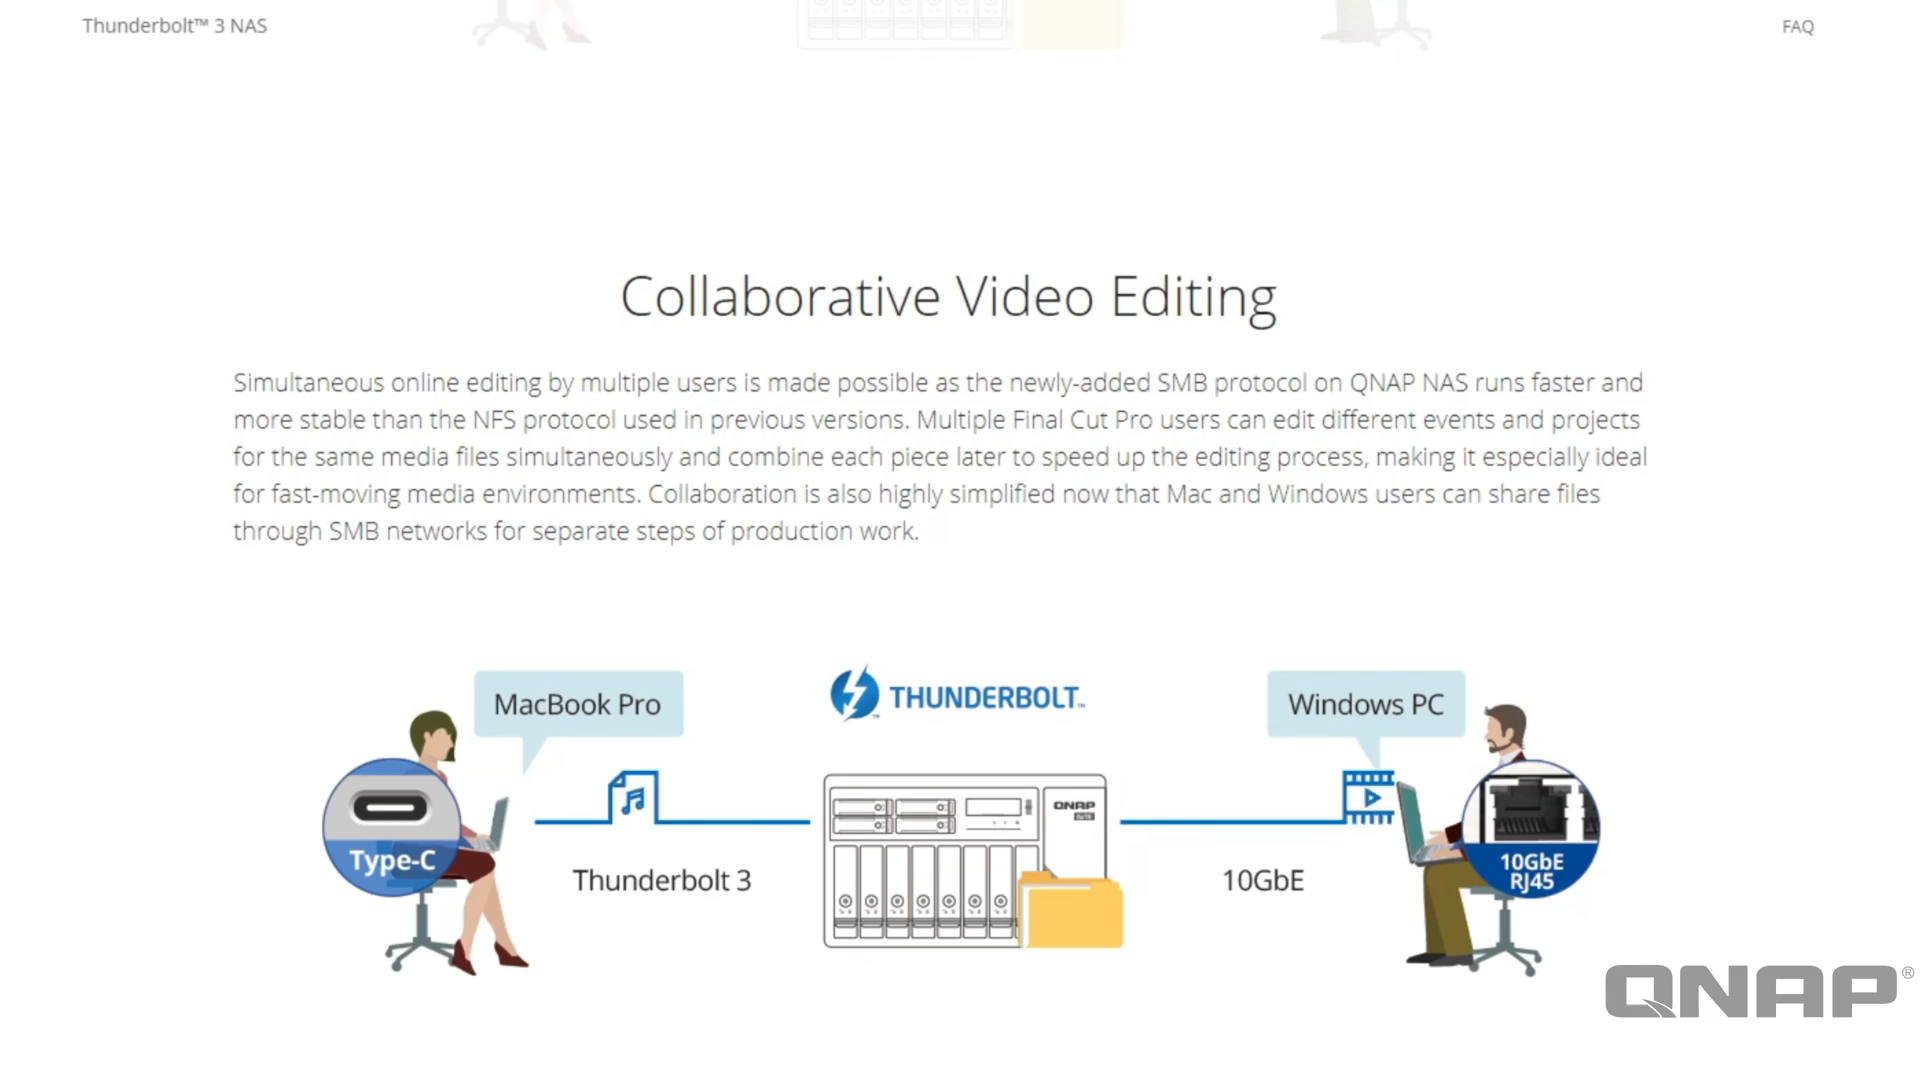 Thunderbolt™ 3 NAS
FAQ
Collaborative Video Editing
Simultaneous online editing by multiple users is made possible as the newly-added SMB protocol on QNAP NAS runs faster and
more stable than the NFS protocol used in previous versions. Multiple Final Cut Pro users can edit different events and projects
for the same media files simultaneously and combine each piece later to speed up the editing process, making it especially ideal
for fast-moving media environments. Collaboration is also highly simplified now that Mac and Windows users can share files
through SMB networks for separate steps of production work.
MacBook Pro
THUNDERBOLT™
Windows PC
QNAP
Type-C
Thunderbolt 3
10GbE
10GbE
RJ45
QNAP®